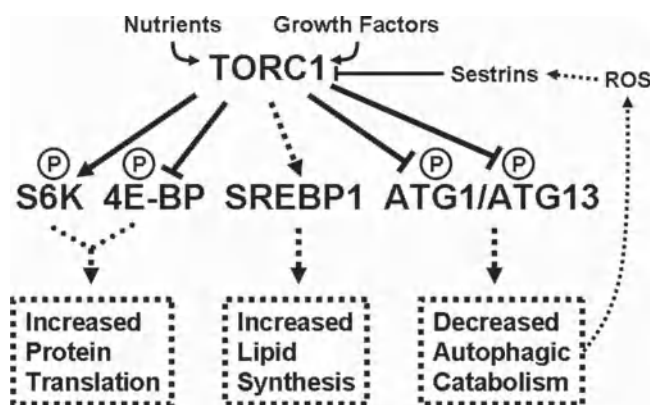 Nutrients Growth Factors
TORC1 Sestrins ROS
P P P P
S6K 4E-BP SREBP1 ATG1/ATG13
Increased
Protein
Translation
Increased
Lipid
Synthesis
Decreased
Autophagic
Catabolism